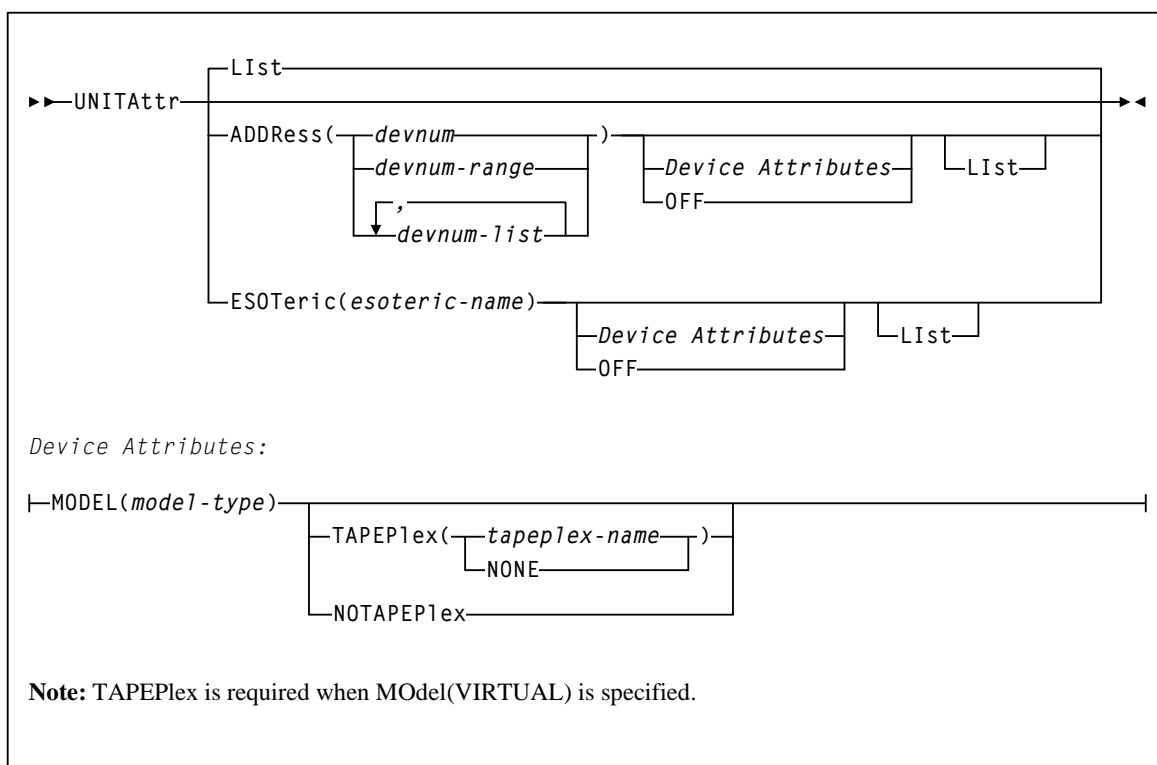 LIst
UNITAttr
ADDRess( devnum ) Device Attributes LIst
devnum-range OFF
,
devnum-list
ESOTeric(esoteric-name) Device Attributes LIst
OFF
Device Attributes:
MODEL(model-type)
TAPEPlex( tapeplex-name )
NONE
NOTAPEPlex
Note: TAPEPlex is required when MOdel(VIRTUAL) is specified.